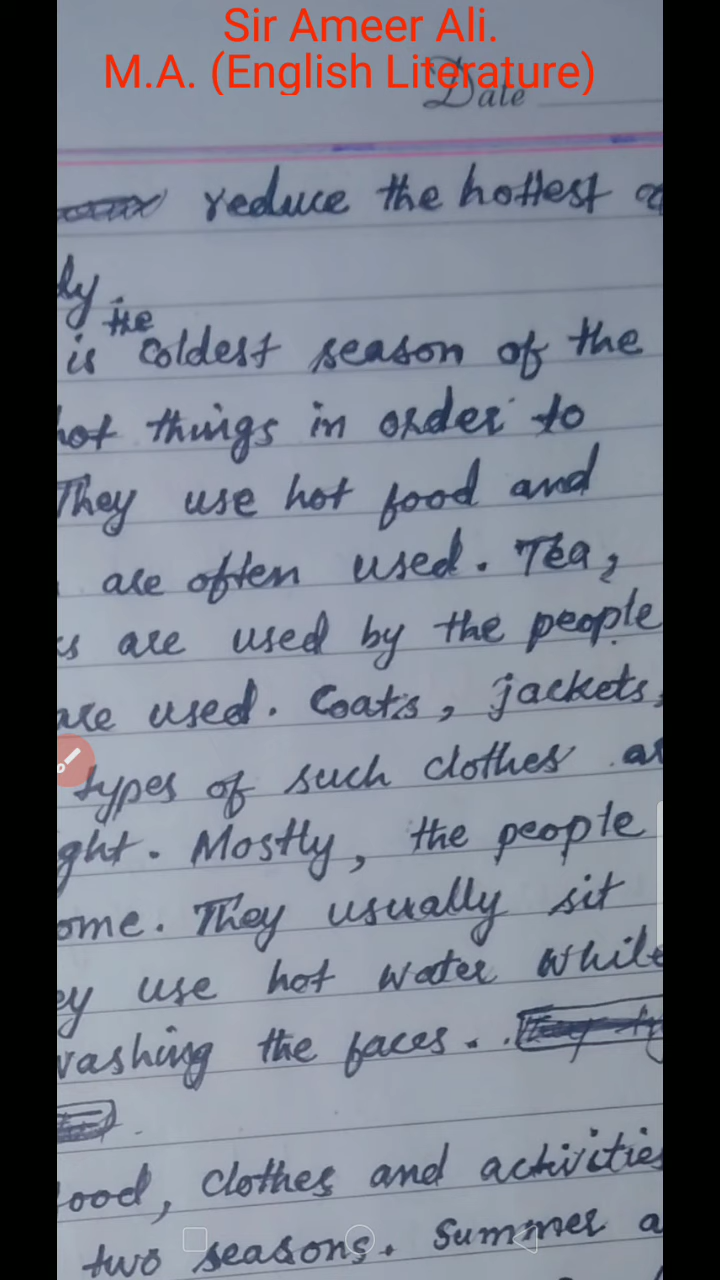 Sir Ameer Ali.
M.A. (English Literature)
Date
reduce the hottest
ly.
is the coldest season of the
hot things in order to
They use hot food and
are often used. Tea,
are used by the people
are used. Coats, jackets,
types of such clothes
ght. Mostly, the people
ome. They usually sit
ey use hot water while
washing the faces.
ood, clothes and activities
two seasons. Summer a